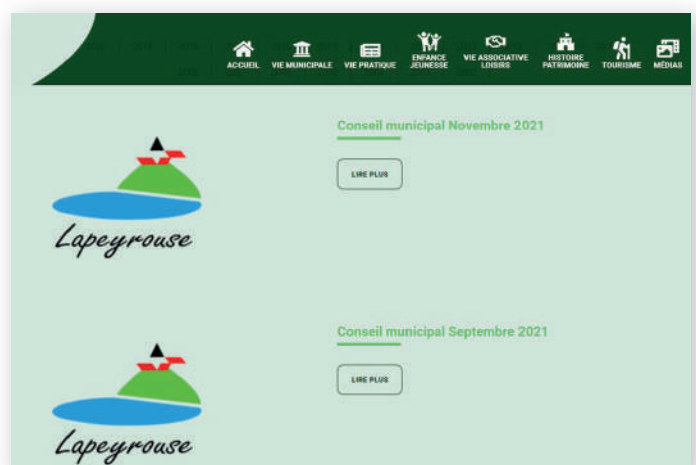 ACCUEIL
VIE MUNICIPALE
VIE PRATIQUE
ENFANCE
JEUNESSE
VIE ASSOCIATIVE
LOISIRS
HISTOIRE
PATRIMOINE
TOURISME
MÉDIAS
Conseil municipal Novembre 2021
LIRE PLUS
Lapeyrouse
Conseil municipal Septembre 2021
LIRE PLUS
Lapeyrouse